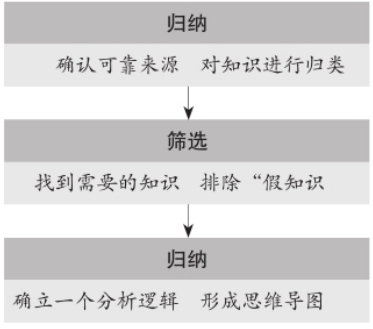 归纳
确认可靠来源 对知识进行归类
筛选
找到需要的知识 排除“假知识
归纳
确立一个分析逻辑 形成思维导图